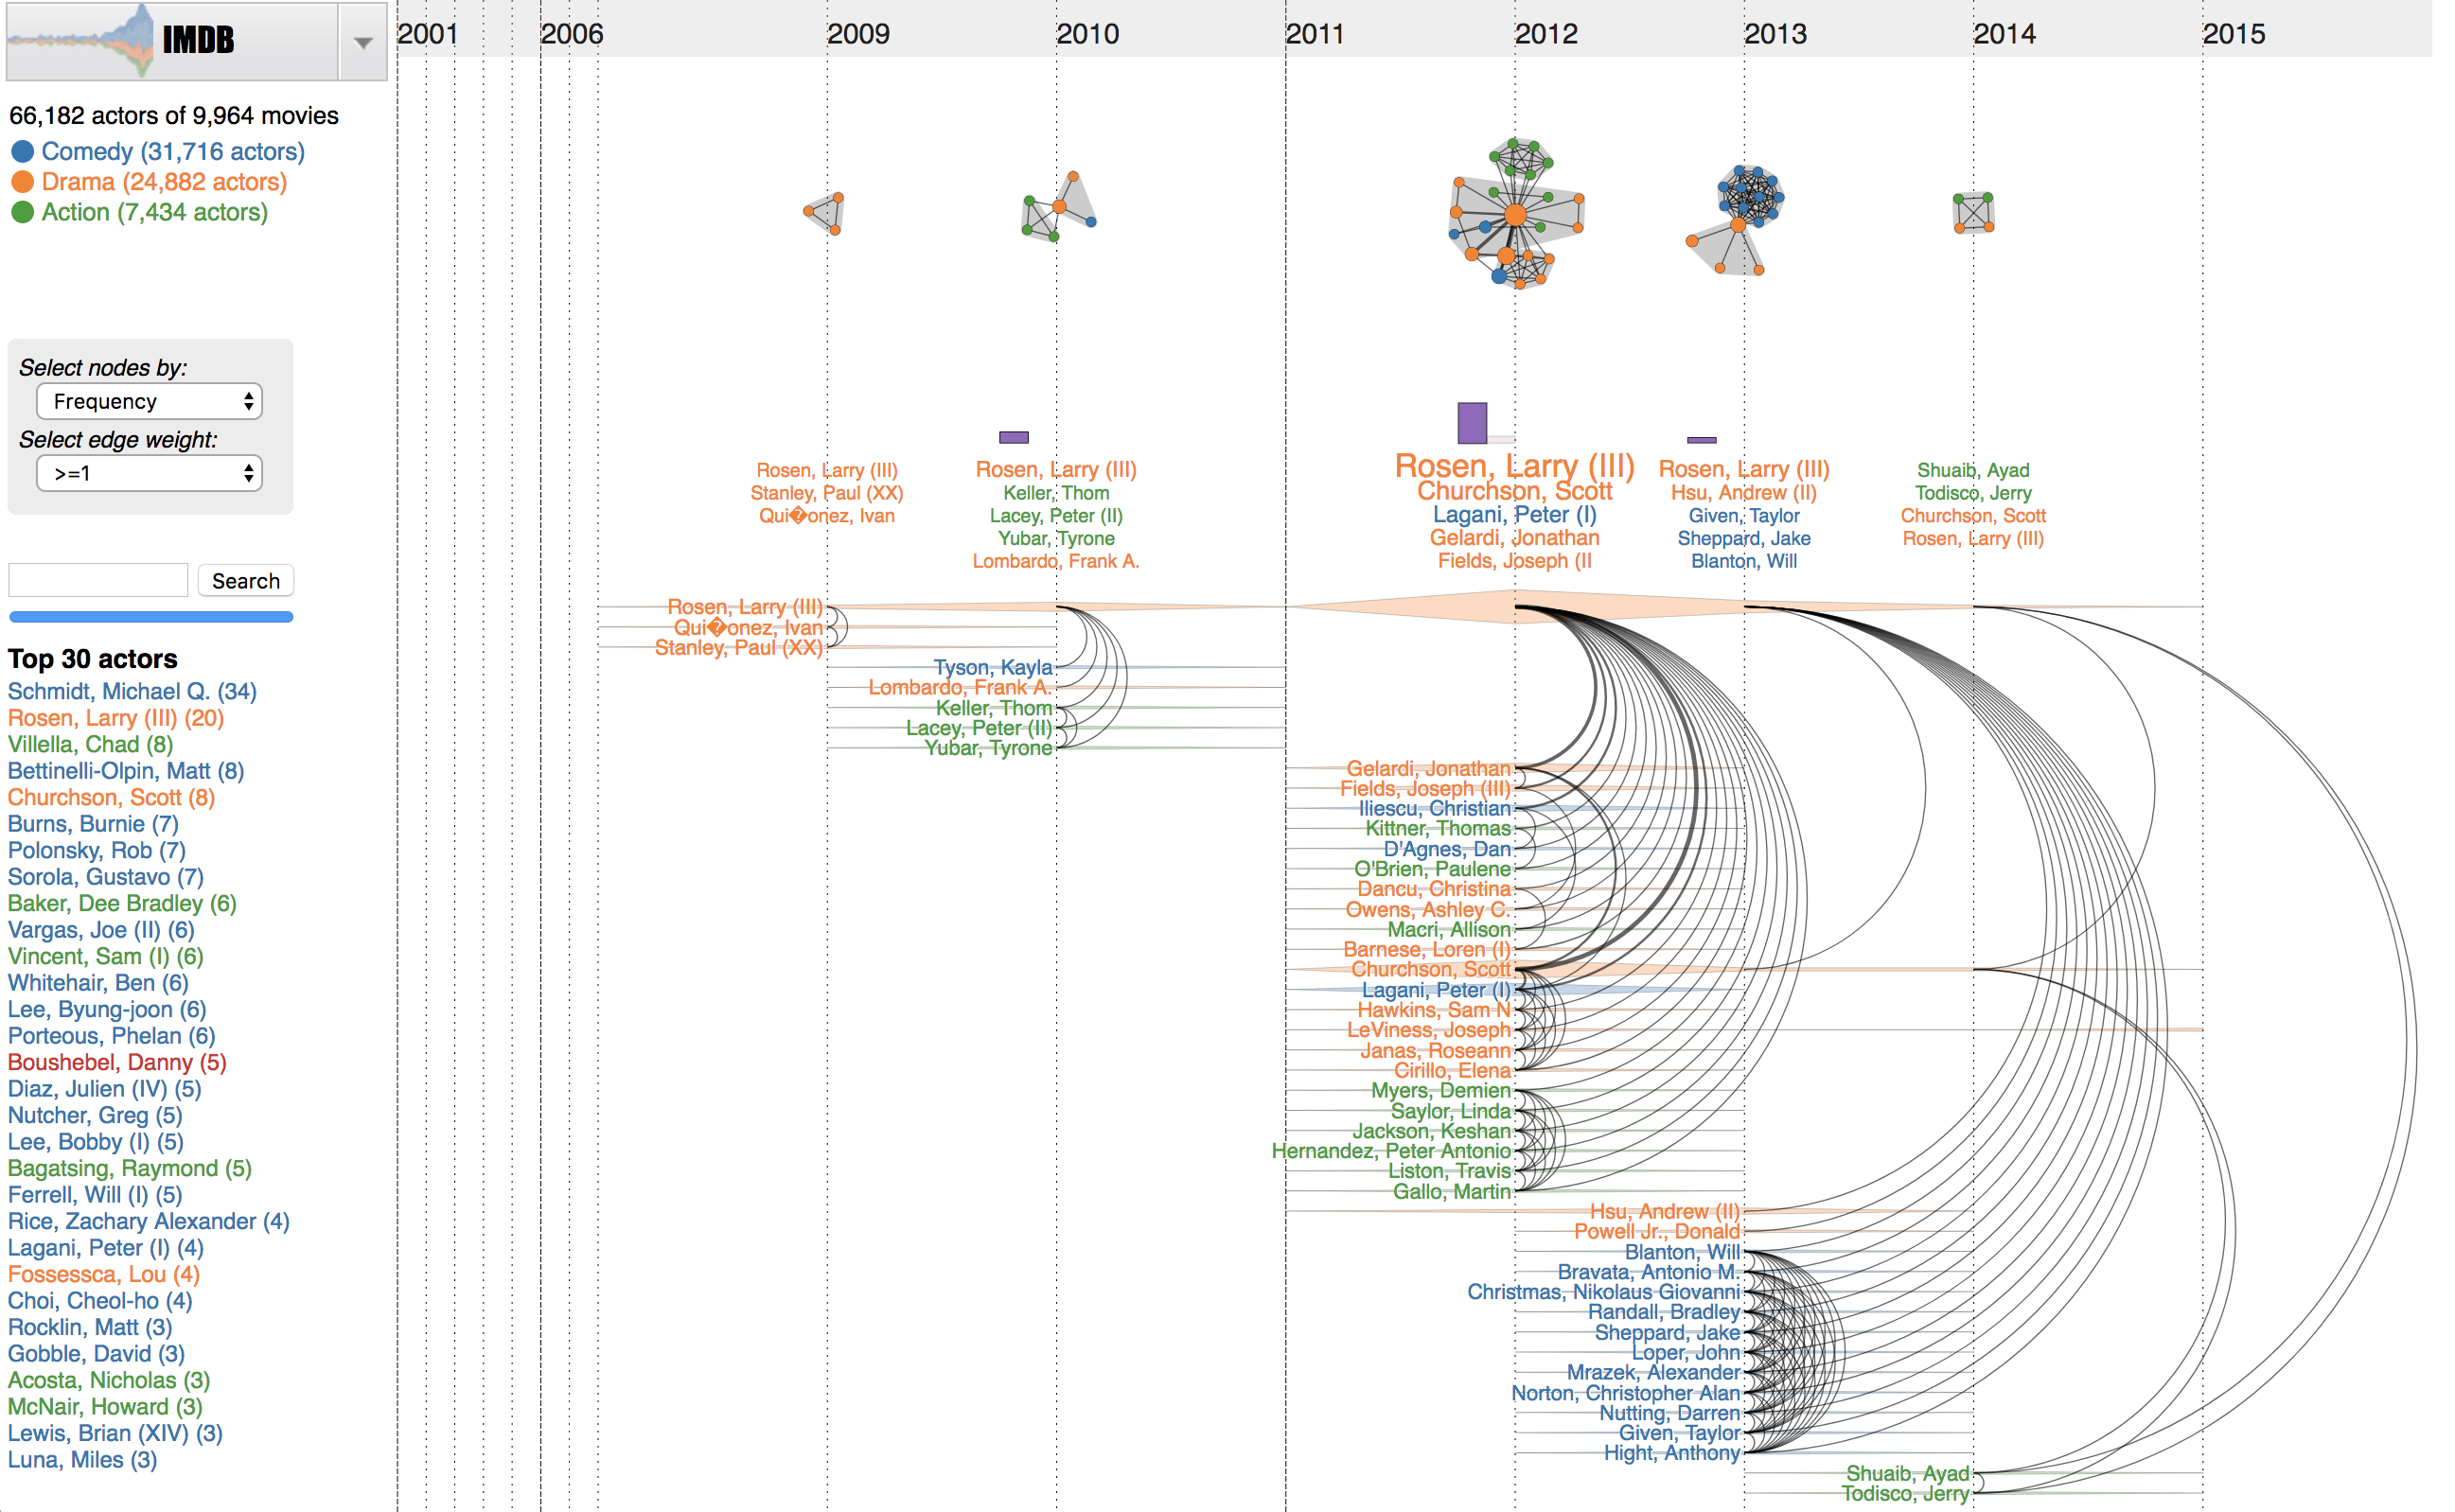 IMDB
2001 2006 2009 2010 2011 2012 2013 2014 2015
66,182 actors of 9,964 movies
Comedy (31,716 actors)
Drama (24,882 actors)
Action (7,434 actors)
Select nodes by:
Frequency
Select edge weight:
>=1
Search
Top 30 actors
Schmidt, Michael Q. (34)
Rosen, Larry (III) (20)
Villella, Chad (8)
Bettinelli-Olpin, Matt (8)
Churchson, Scott (8)
Burns, Burnie (7)
Polonsky, Rob (7)
Sorola, Gustavo (7)
Baker, Dee Bradley (6)
Vargas, Joe (II) (6)
Vincent, Sam (I) (6)
Whitehair, Ben (6)
Lee, Byung-joon (6)
Porteous, Phelan (6)
Boushebel, Danny (5)
Diaz, Julien (IV) (5)
Nutcher, Greg (5)
Lee, Bobby (I) (5)
Bagatsing, Raymond (5)
Ferrell, Will (I) (5)
Rice, Zachary Alexander (4)
Lagani, Peter (I) (4)
Fossessca, Lou (4)
Choi, Cheol-ho (4)
Rocklin, Matt (3)
Gobble, David (3)
Acosta, Nicholas (3)
McNair, Howard (3)
Lewis, Brian (XIV) (3)
Luna, Miles (3)
Rosen, Larry (III)
Stanley, Paul (XX)
Qui�onez, Ivan
Rosen, Larry (III)
Keller, Thom
Lacey, Peter (II)
Yubar, Tyrone
Lombardo, Frank A.
Rosen, Larry (III)
Churchson, Scott
Lagani, Peter (I)
Gelardi, Jonathan
Fields, Joseph (II
Rosen, Larry (III)
Hsu, Andrew (II)
Given, Taylor
Sheppard, Jake
Blanton, Will
Shuaib, Ayad
Todisco, Jerry
Churchson, Scott
Rosen, Larry (III)
Rosen, Larry (III)
Qui�onez, Ivan
Stanley, Paul (XX)
Tyson, Kayla
Lombardo, Frank A.
Keller, Thom
Lacey, Peter (II)
Yubar, Tyrone
Gelardi, Jonathan
Fields, Joseph (III)
Iliescu, Christian
Kittner, Thomas
D'Agnes, Dan
O'Brien, Paulene
Dancu, Christina
Owens, Ashley C.
Macri, Allison
Barnese, Loren (I)
Churchson, Scott
Lagani, Peter (I)
Hawkins, Sam N
LeViness, Joseph
Janas, Roseann
Cirillo, Elena
Myers, Demien
Saylor, Linda
Jackson, Keshan
Hernandez, Peter Antonio
Liston, Travis
Gallo, Martin
Hsu, Andrew (II)
Powell Jr., Donald
Blanton, Will
Bravata, Antonio M.
Christmas, Nikolaus Giovanni
Randall, Bradley
Sheppard, Jake
Loper, John
Mrazek, Alexander
Norton, Christopher Alan
Nutting, Darren
Given, Taylor
Hight, Anthony
Shuaib, Ayad
Todisco, Jerry